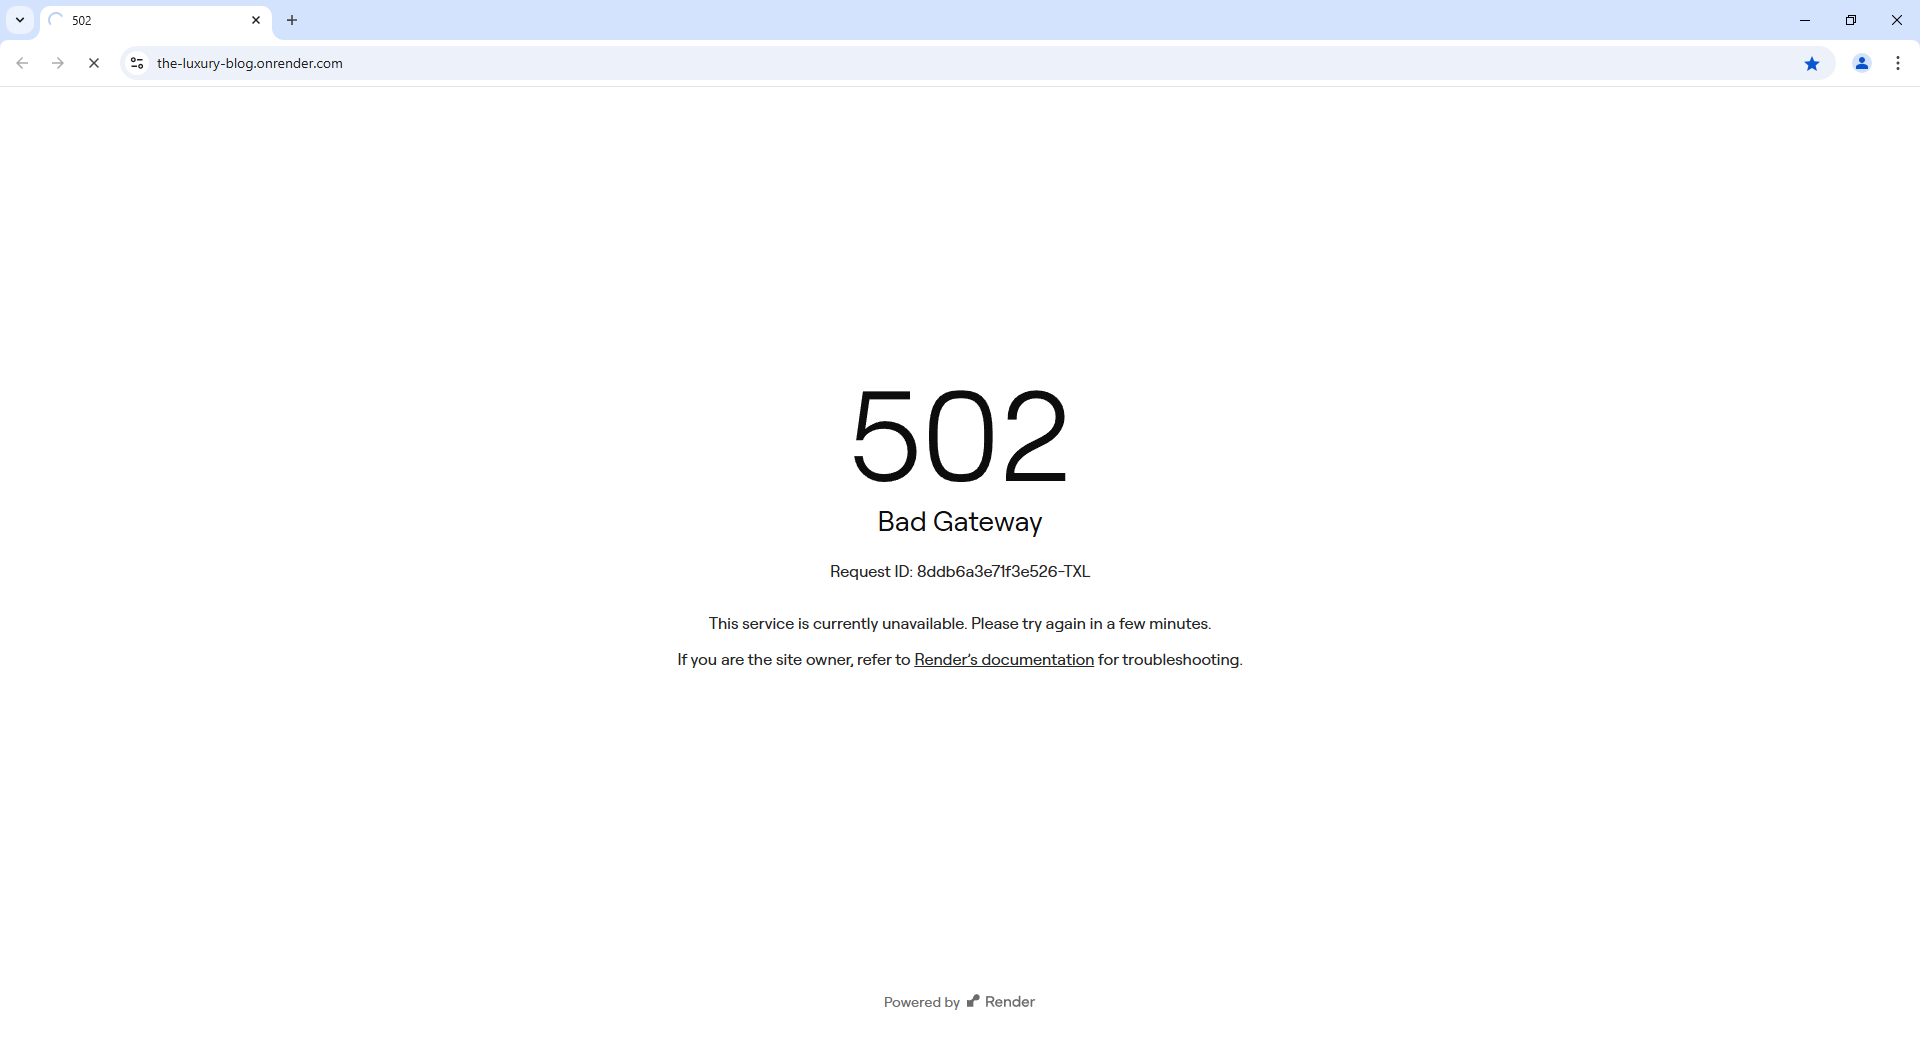 502
the-luxury-blog.onrender.com
502
Bad Gateway
Request ID: 8ddb6a3e71f3e526-TXL
This service is currently unavailable. Please try again in a few minutes.
If you are the site owner, refer to Render’s documentation for troubleshooting.
Powered by Render